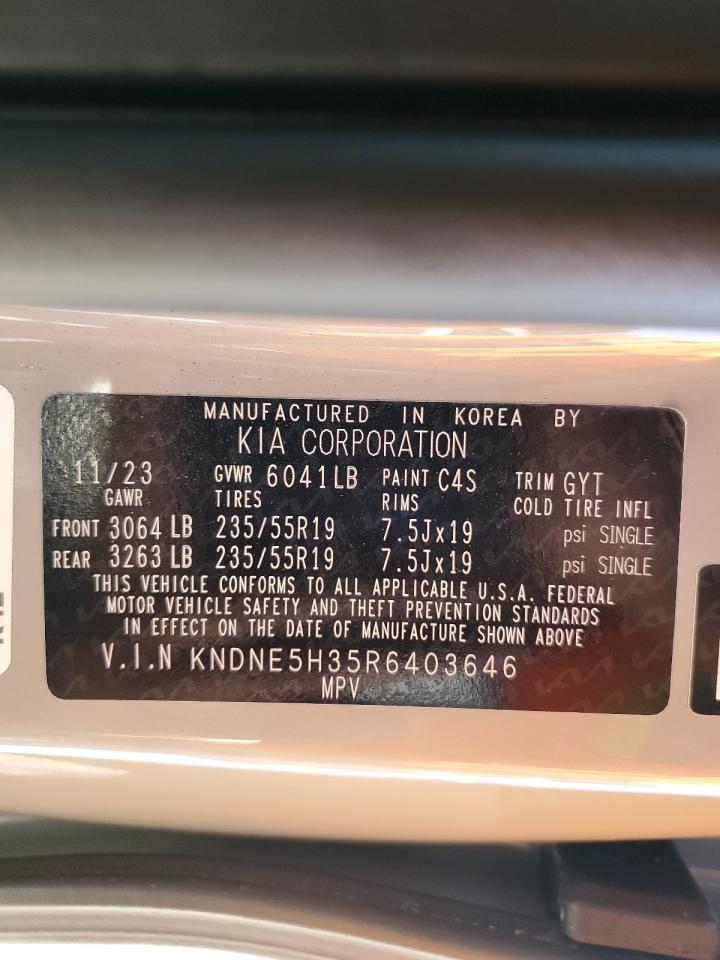 MANUFACTURED IN KOREA BY
KIA CORPORATION
11/23 GVWR 6041LB PAINT C4S TRIM GYT
GAWR TIRES RIMS COLD TIRE INFL
FRONT 3064 LB 235/55R19 7.5Jx19 psi SINGLE
REAR 3263 LB 235/55R19 7.5Jx19 psi SINGLE
THIS VEHICLE CONFORMS TO ALL APPLICABLE U.S.A. FEDERAL
MOTOR VEHICLE SAFETY AND THEFT PREVENTION STANDARDS
IN EFFECT ON THE DATE OF MANUFACTURE SHOWN ABOVE
V.I.N KNDNE5H35R6403646
MPV